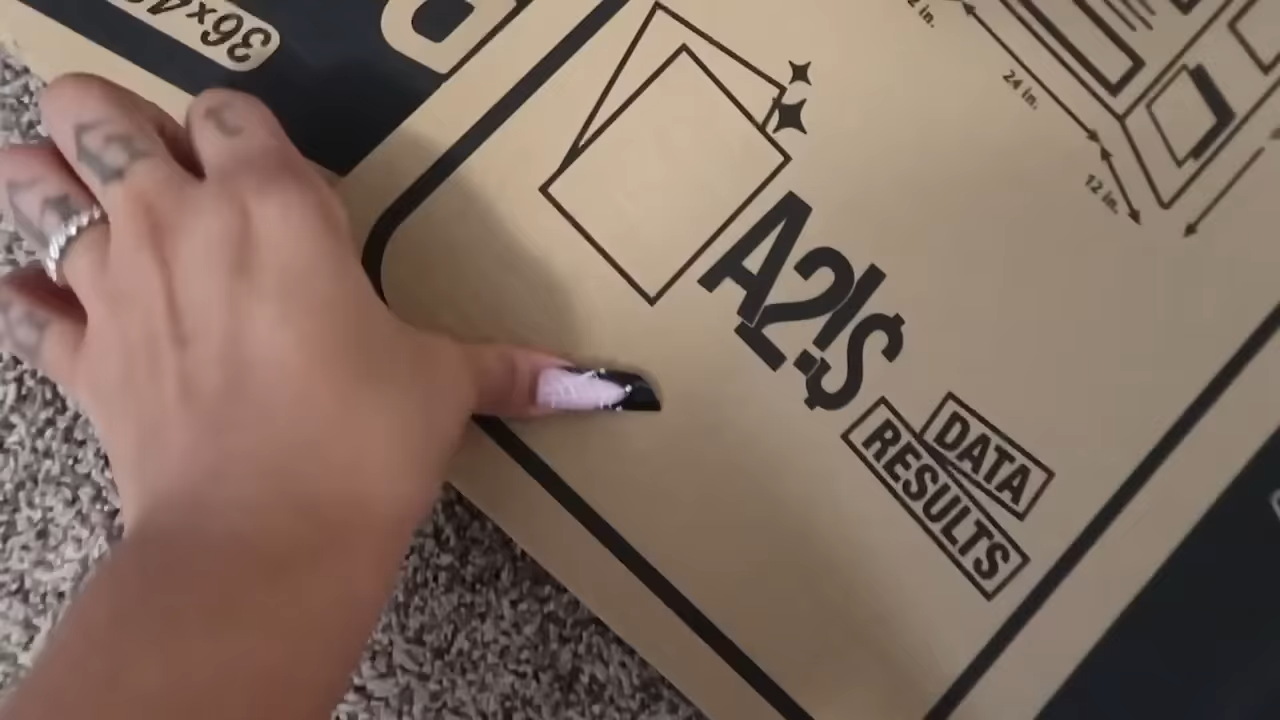 36x4
2 in.
24 in.
12 in.
A2!$
DATA
RESULTS